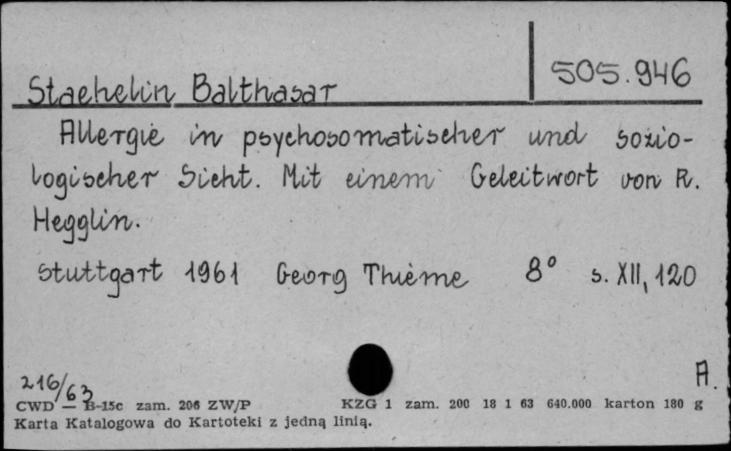 505.946
Staehelin Balthasar
Allergie in psychosomatischer und sozio-
logischer Sicht. Mit einem Geleitwort von R.
Hegglin.
Stuttgart 1961 Georg Thieme 8° s. XII, 120
A.
216/63
CWD — B-15c zam. 206 ZW/P KZG 1 zam. 200 18 1 63 640.000 karton 180 g
Karta Katalogowa do Kartoteki z jedną linią.